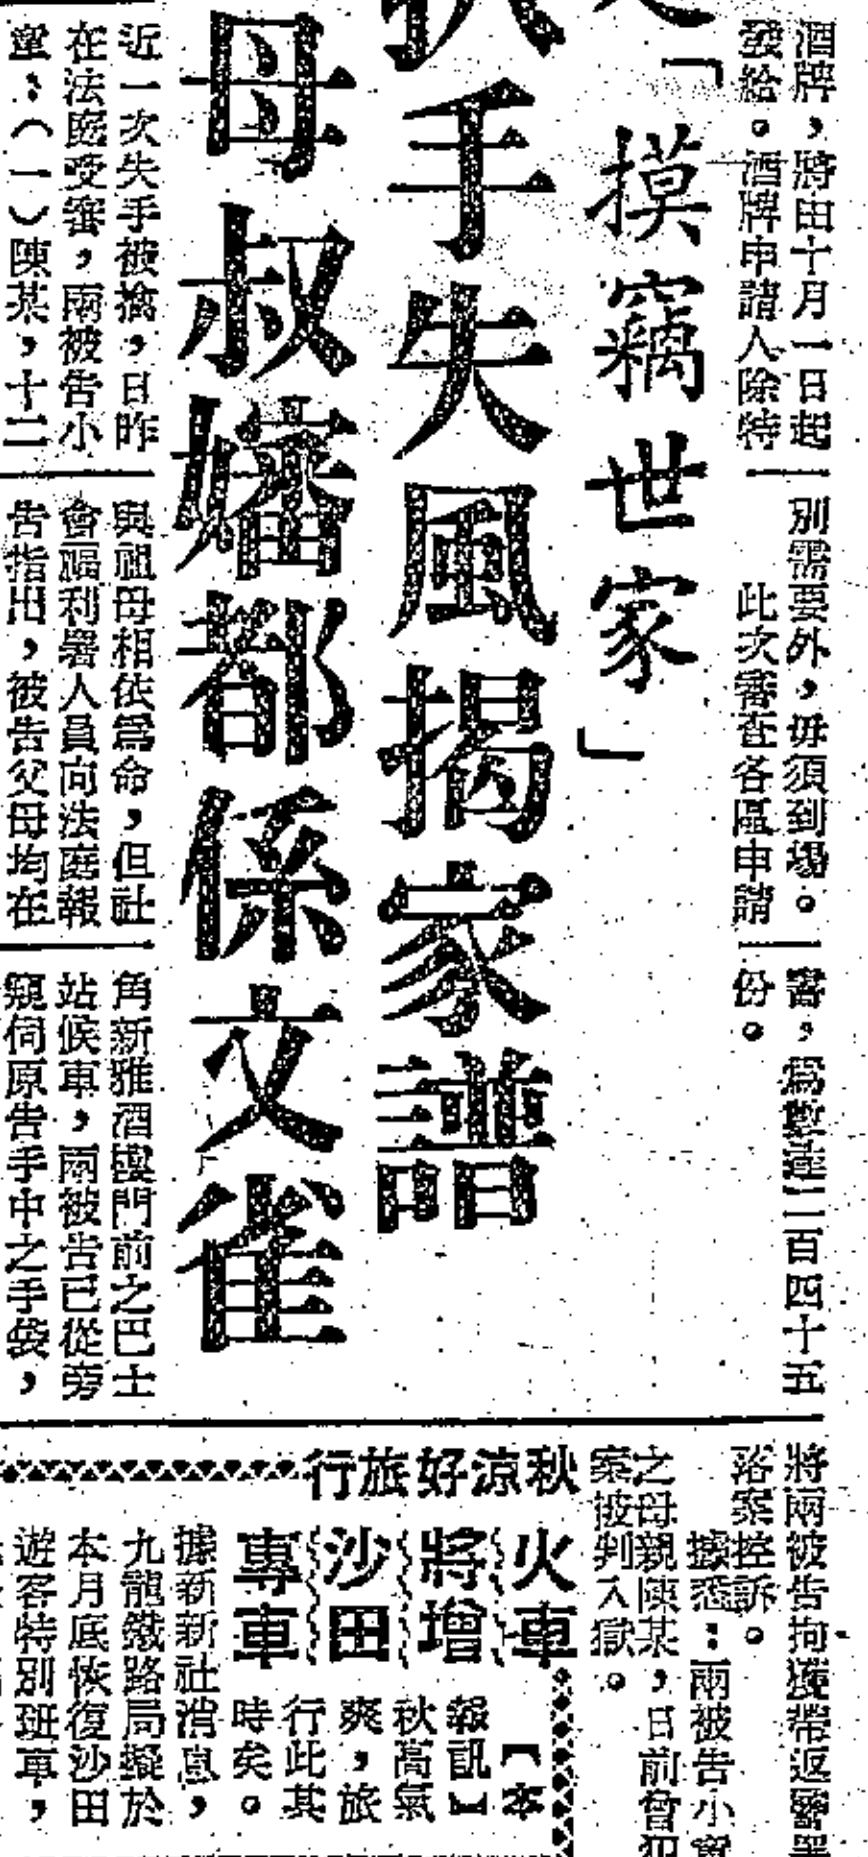 酒牌，將由十月一日起
發給。酒牌申請人除特
別需要外，毋須到場。
此次審查各區申請
書，為數達二百四十五
份。
「摸竊世家」
扒手失風揭家譜
母叔嬸都係文雀
近一次失手被擒，日昨
在法庭受審，兩被告小
童：（一）陳某，十二
與祖母相依為命，但社
會福利署人員向法庭報
告指出，被告父母均在
角新雅酒樓門前之巴士
站候車，兩被告已從旁
窺伺原告手中之手袋，
將兩被告拘獲帶返警署
落案控訴。
據悉：兩被告小童
之母親陳某，日前曾犯
案被判入獄。
秋涼好旅行
火車
將增
沙田
專車
【本
報訊】
秋高氣
爽，旅
行此其
時矣。
據新新社消息，
九龍鐵路局擬於
本月底恢復沙田
遊客特別班車，